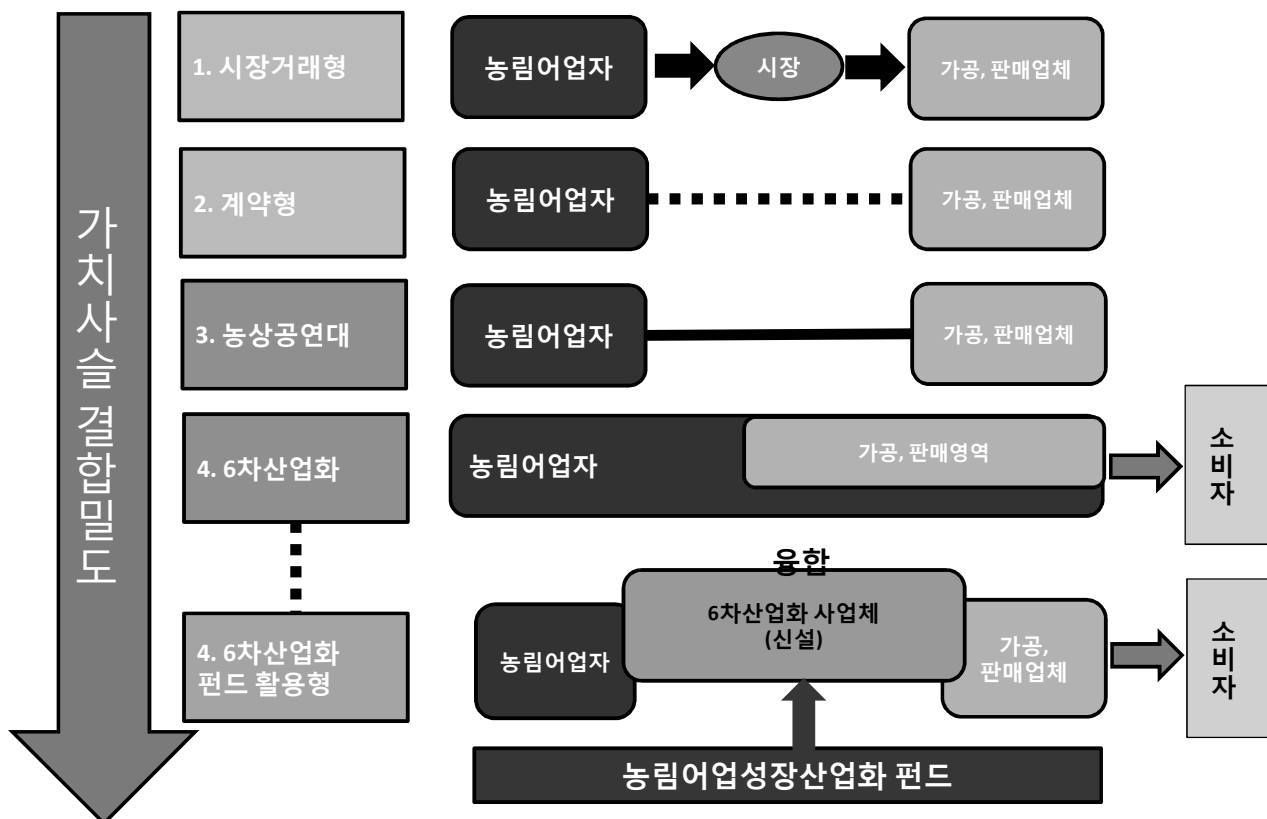 가치사슬 결합밀도
1. 시장거래형
농림어업자
시장
가공, 판매업체
2. 계약형
농림어업자
가공, 판매업체
3. 농상공연대
농림어업자
가공, 판매업체
4. 6차산업화
농림어업자
가공, 판매영역
소비자
4. 6차산업화
펀드 활용형
융합
농림어업자
6차산업화 사업체
(신설)
가공,
판매업체
소비자
농림어업성장산업화 펀드